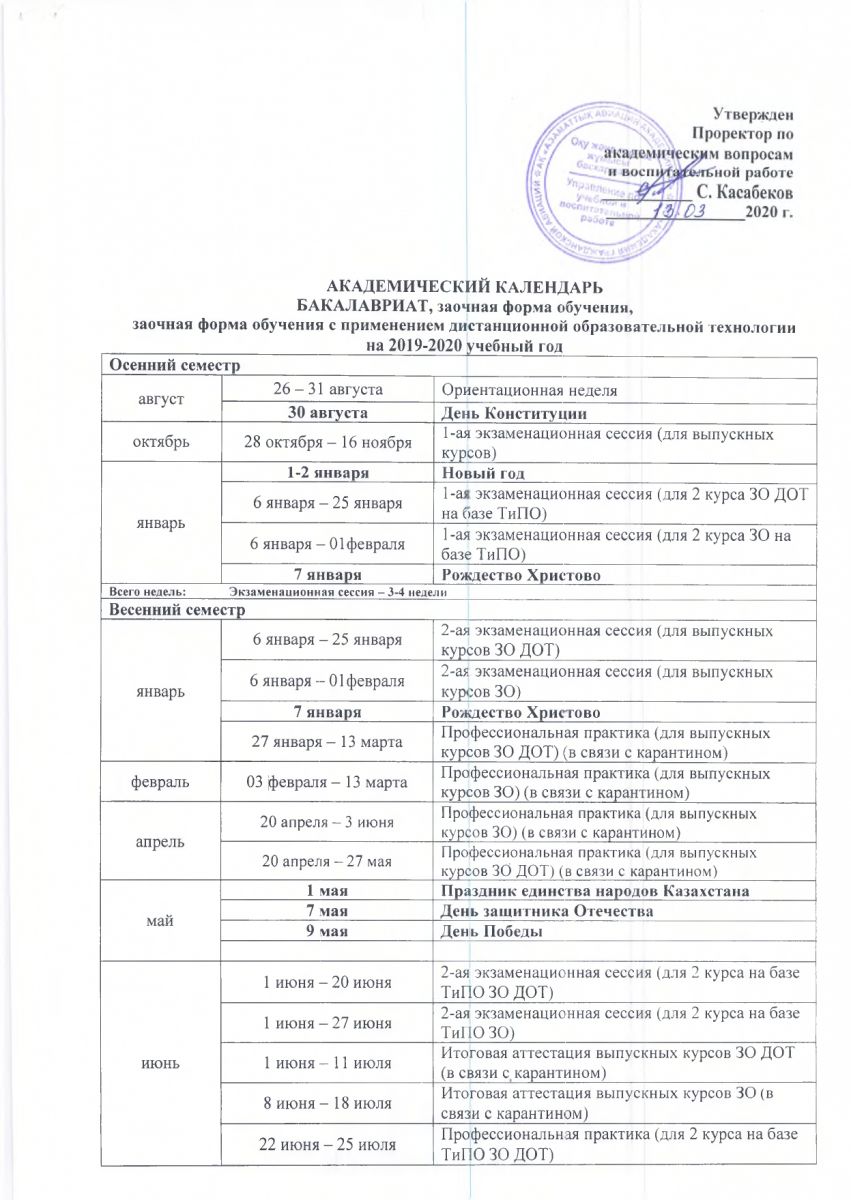 Утвержден
Проректор по
академическим вопросам
и воспитательной работе
С. Касабеков
13.03 2020 г.
АКАДЕМИЧЕСКИЙ КАЛЕНДАРЬ
БАКАЛАВРИАТ, заочная форма обучения,
заочная форма обучения с применением дистанционной образовательной технологии
на 2019-2020 учебный год
Осенний семестр
август
26 – 31 августа
Ориентационная неделя
30 августа
День Конституции
октябрь
28 октября – 16 ноября
1-ая экзаменационная сессия (для выпускных
курсов)
январь
1-2 января
Новый год
6 января – 25 января
1-ая экзаменационная сессия (для 2 курса ЗО ДОТ
на базе ТиПО)
6 января – 01февраля
1-ая экзаменационная сессия (для 2 курса ЗО на
базе ТиПО)
7 января
Рождество Христово
Всего недель: Экзаменационная сессия – 3-4 недели
Весенний семестр
январь
6 января – 25 января
2-ая экзаменационная сессия (для выпускных
курсов ЗО ДОТ)
6 января – 01февраля
2-ая экзаменационная сессия (для выпускных
курсов ЗО)
7 января
Рождество Христово
27 января – 13 марта
Профессиональная практика (для выпускных
курсов ЗО ДОТ) (в связи с карантином)
февраль
03 февраля – 13 марта
Профессиональная практика (для выпускных
курсов ЗО) (в связи с карантином)
апрель
20 апреля – 3 июня
Профессиональная практика (для выпускных
курсов ЗО) (в связи с карантином)
20 апреля – 27 мая
Профессиональная практика (для выпускных
курсов ЗО ДОТ) (в связи с карантином)
май
1 мая
Праздник единства народов Казахстана
7 мая
День защитника Отечества
9 мая
День Победы
июнь
1 июня – 20 июня
2-ая экзаменационная сессия (для 2 курса на базе
ТиПО ЗО ДОТ)
1 июня – 27 июня
2-ая экзаменационная сессия (для 2 курса на базе
ТиПО ЗО)
1 июня – 11 июля
Итоговая аттестация выпускных курсов ЗО ДОТ
(в связи с карантином)
8 июня – 18 июля
Итоговая аттестация выпускных курсов ЗО (в
связи с карантином)
22 июня – 25 июля
Профессиональная практика (для 2 курса на базе
ТиПО ЗО ДОТ)